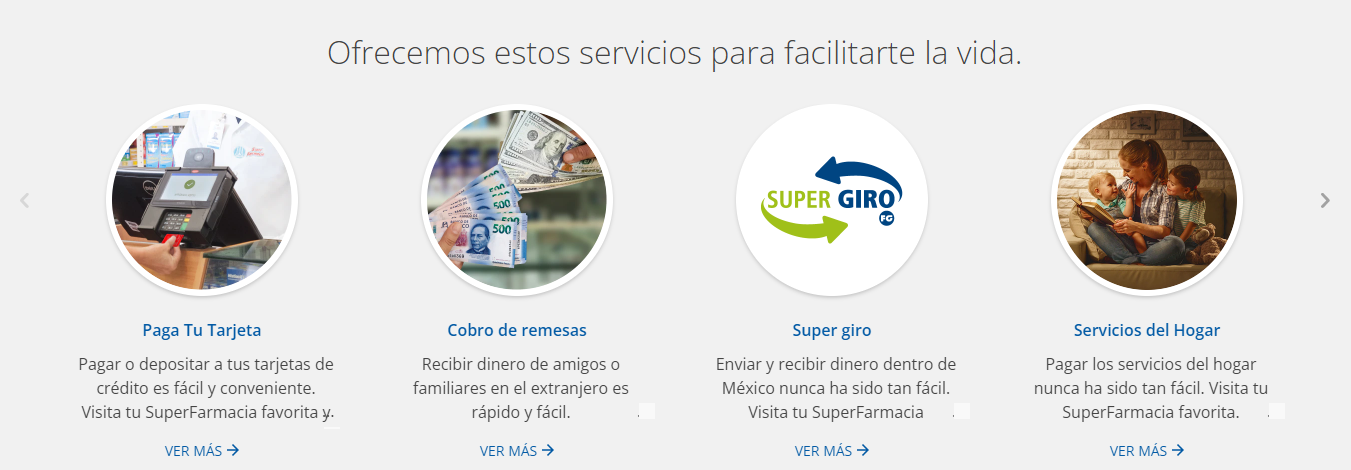 Ofrecemos estos servicios para facilitarte la vida.
SUPER GIRO
FG
500
500
500
500
Paga Tu Tarjeta
Pagar o depositar a tus tarjetas de
crédito es fácil y conveniente.
Visita tu SuperFarmacia favorita y.
VER MÁS
Cobro de remesas
Recibir dinero de amigos o
familiares en el extranjero es
rápido y fácil.
VER MÁS
Super giro
Enviar y recibir dinero dentro de
México nunca ha sido tan fácil.
Visita tu SuperFarmacia
VER MÁS
Servicios del Hogar
Pagar los servicios del hogar
nunca ha sido tan fácil. Visita tu
SuperFarmacia favorita.
VER MÁS